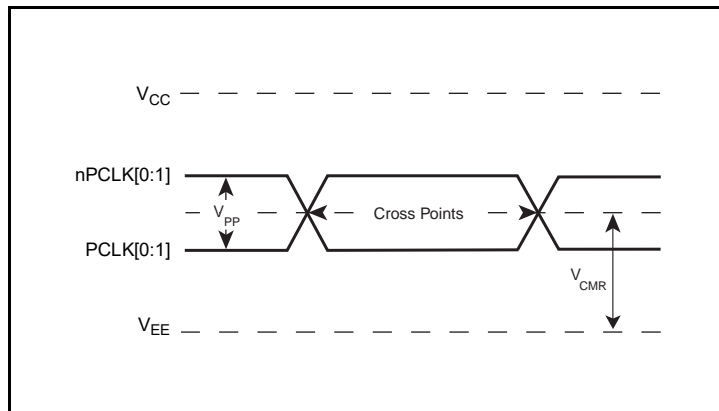 VCC
nPCLK[0:1]
VPP
Cross Points
PCLK[0:1]
VCMR
VEE